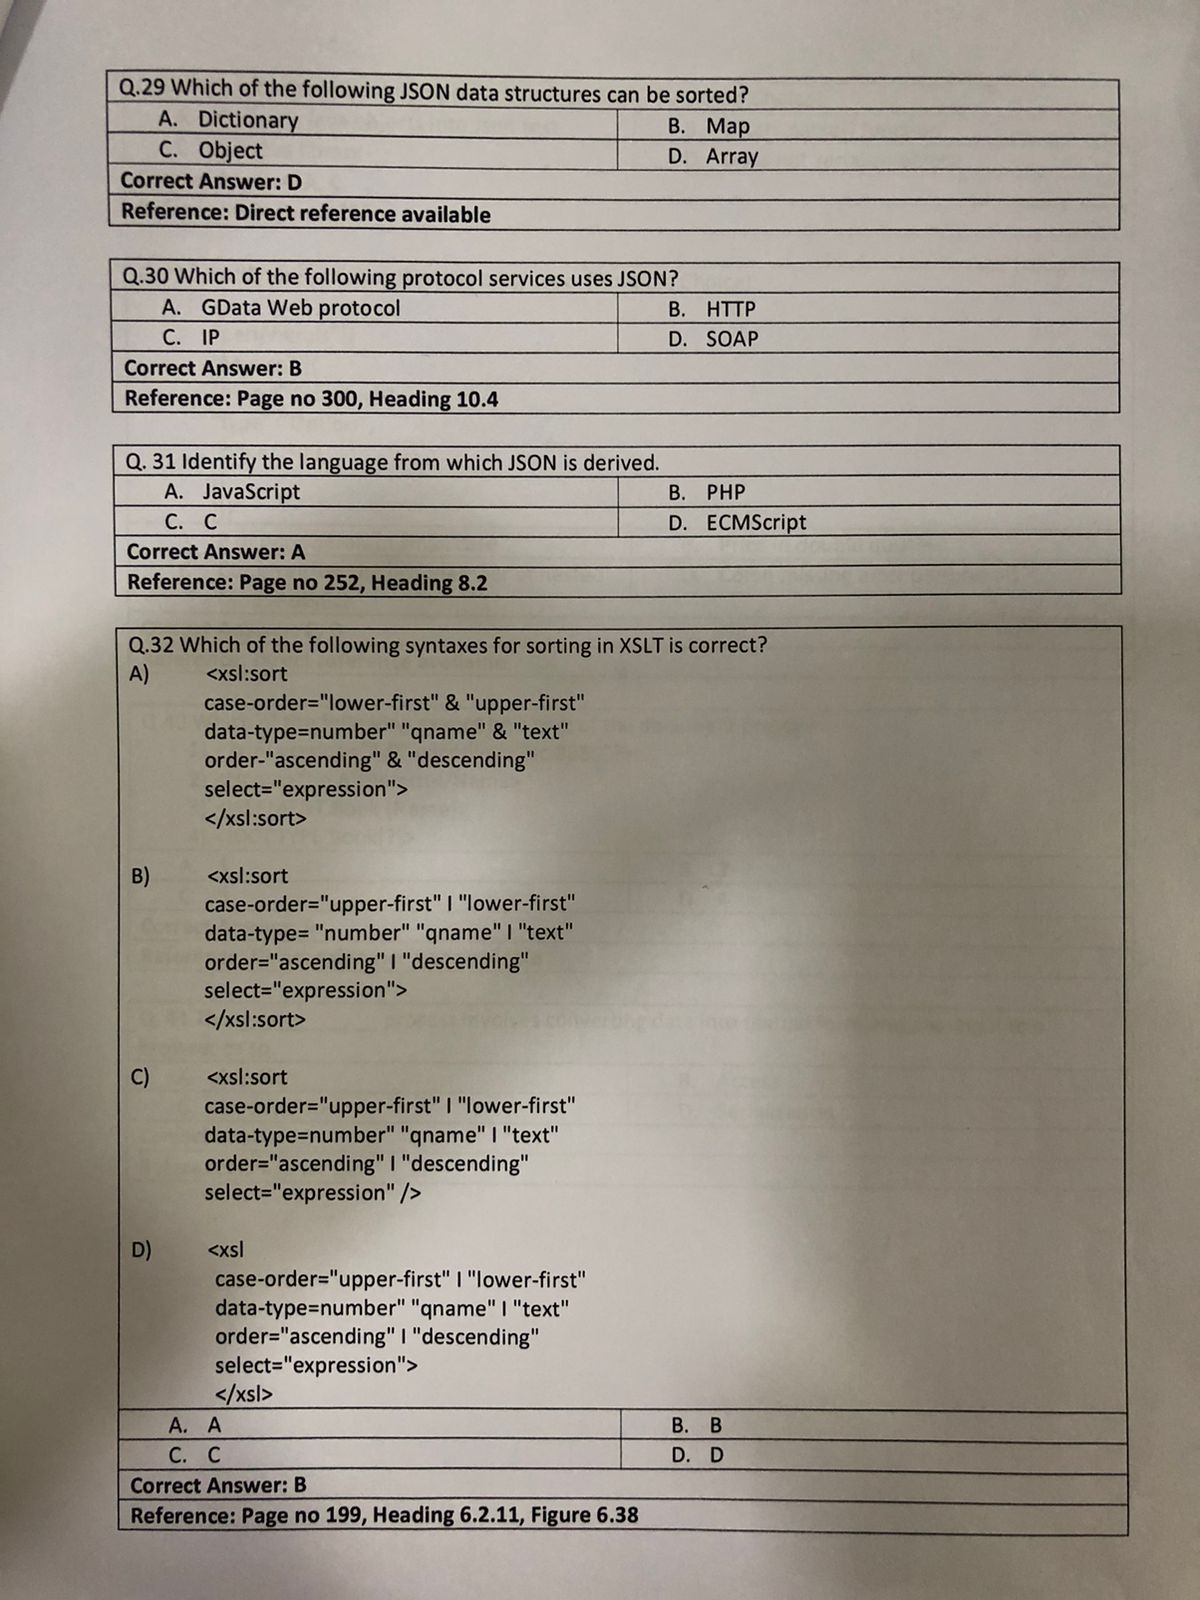 Q.29 Which of the following JSON data structures can be sorted?
A. Dictionary B. Map
C. Object D. Array
Correct Answer: D
Reference: Direct reference available
Q.30 Which of the following protocol services uses JSON?
A. GData Web protocol B. HTTP
C. IP D. SOAP
Correct Answer: B
Reference: Page no 300, Heading 10.4
Q. 31 Identify the language from which JSON is derived.
A. JavaScript B. PHP
C. C D. ECMScript
Correct Answer: A
Reference: Page no 252, Heading 8.2
Q.32 Which of the following syntaxes for sorting in XSLT is correct?
A) <xsl:sort
case-order="lower-first" & "upper-first"
data-type=number" "qname" & "text"
order-"ascending" & "descending"
select="expression">
</xsl:sort>
B) <xsl:sort
case-order="upper-first" I "lower-first"
data-type= "number" "qname" I "text"
order="ascending" I "descending"
select="expression">
</xsl:sort>
C) <xsl:sort
case-order="upper-first" I "lower-first"
data-type=number" "qname" I "text"
order="ascending" I "descending"
select="expression" />
D) <xsl
case-order="upper-first" I "lower-first"
data-type=number" "qname" I "text"
order="ascending" I "descending"
select="expression">
</xsl>
A. A B. B
C. C D. D
Correct Answer: B
Reference: Page no 199, Heading 6.2.11, Figure 6.38